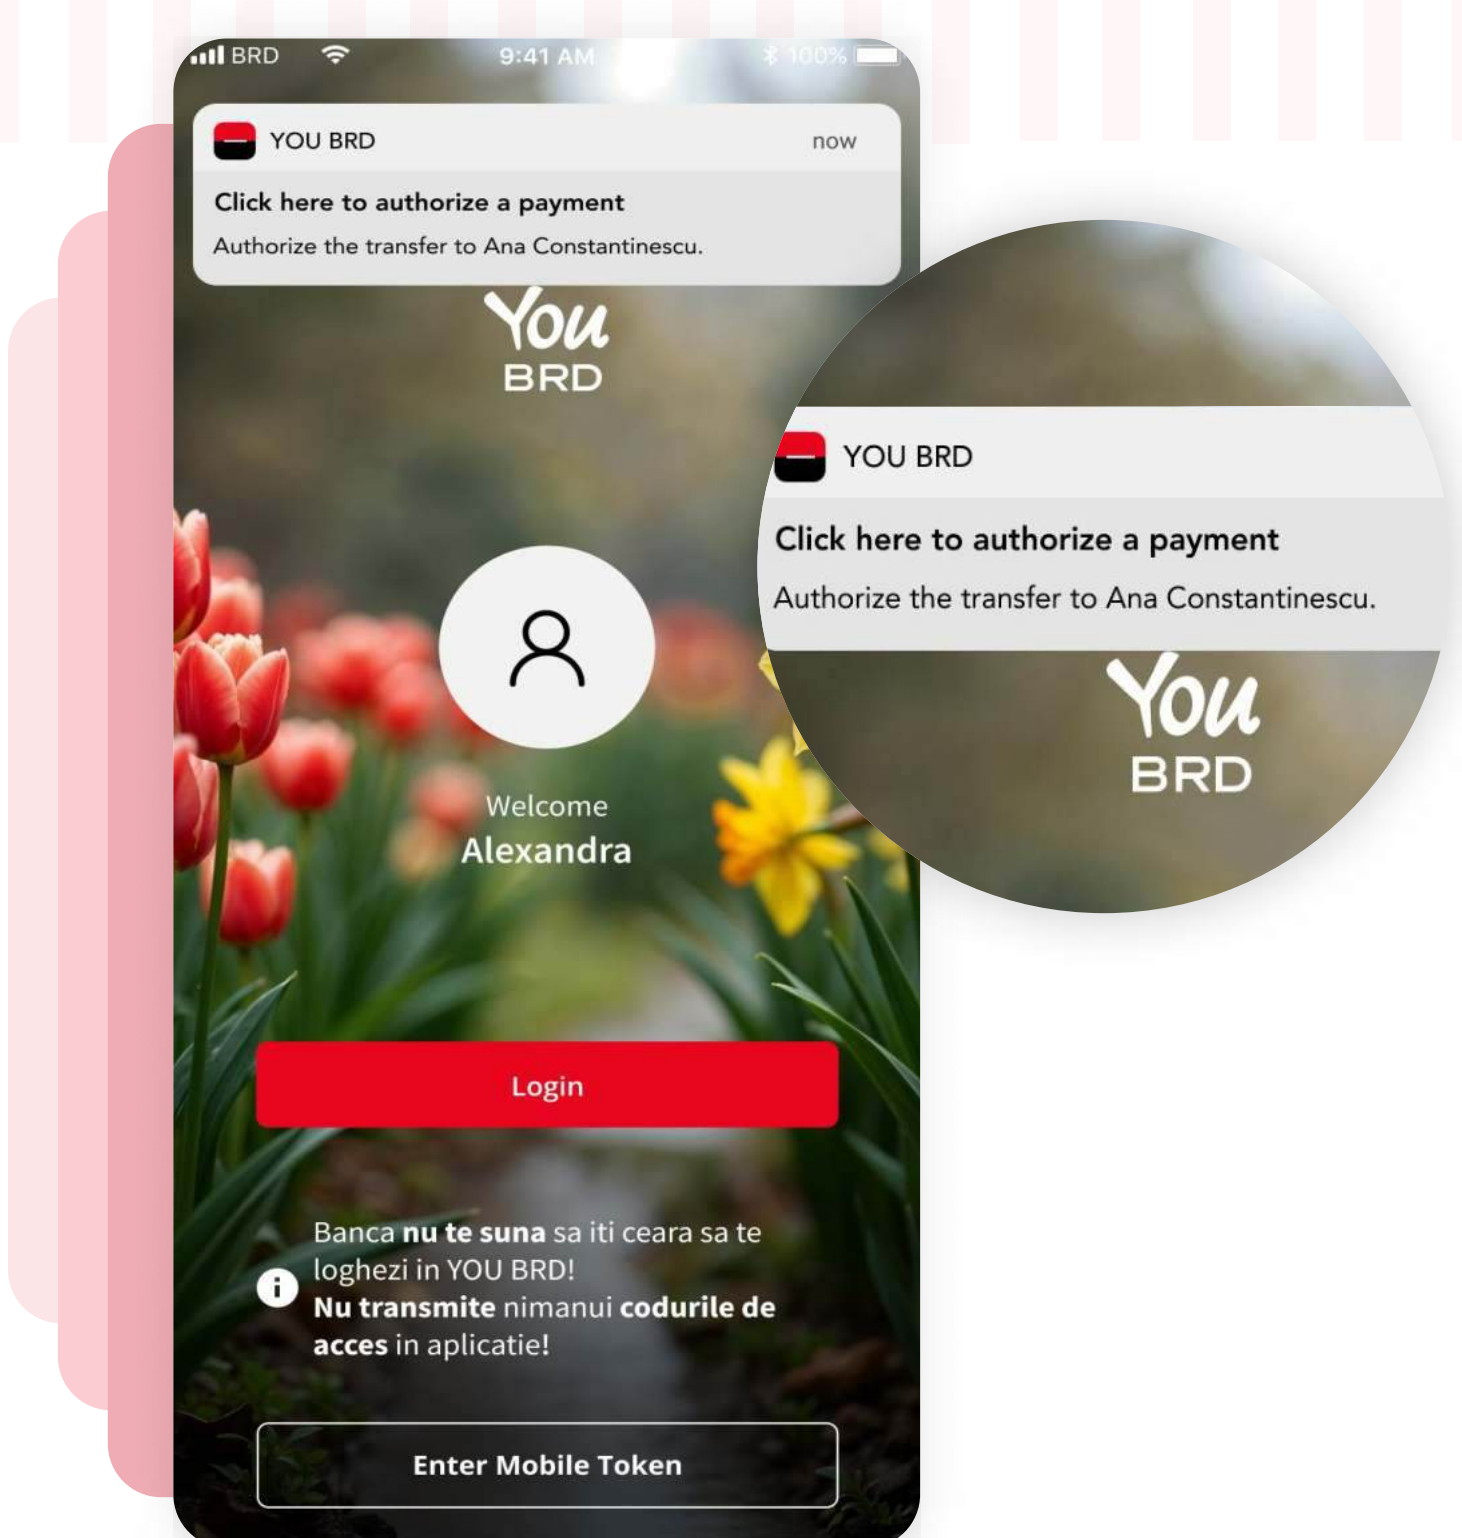 BRD 9:41 AM 100%
YOU BRD now
Click here to authorize a payment
Authorize the transfer to Ana Constantinescu.
You
BRD
Welcome
Alexandra
Login
Banca nu te suna sa iti ceara sa te
loghezi in YOU BRD!
Nu transmite nimanui codurile de
acces in aplicatie!
Enter Mobile Token
YOU BRD
Click here to authorize a payment
Authorize the transfer to Ana Constantinescu.
You
BRD